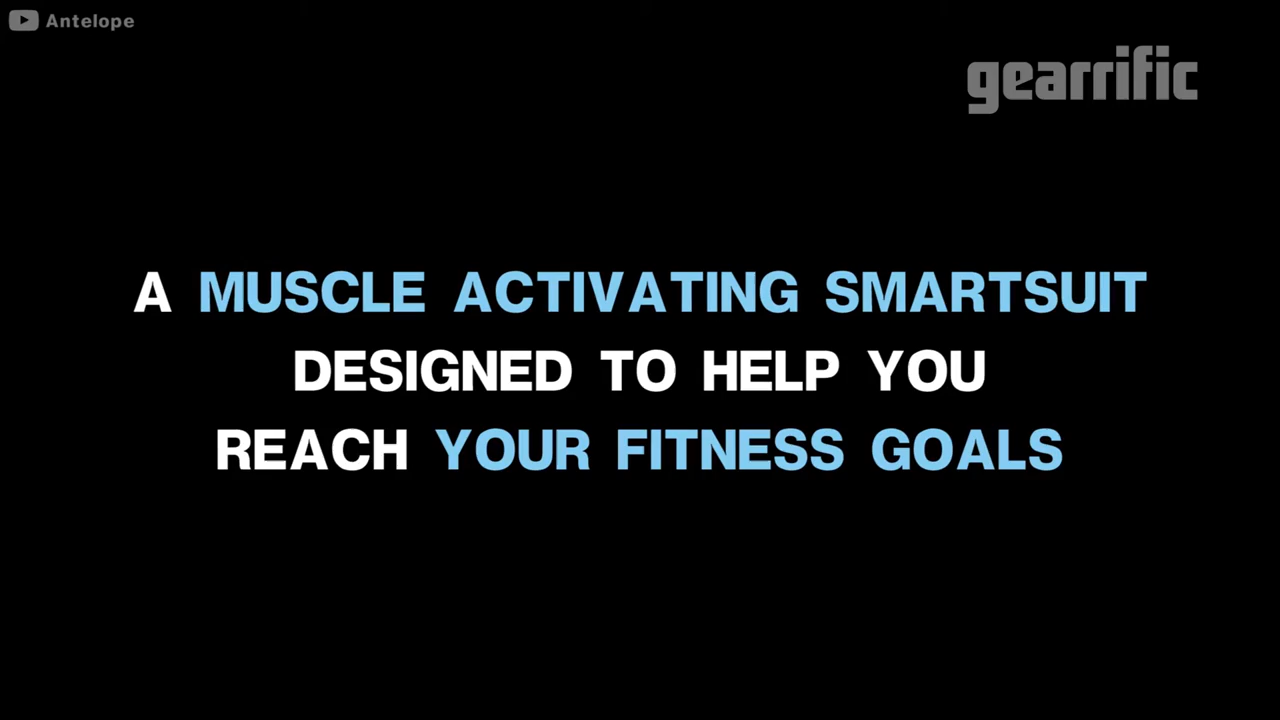 Antelope
gearrific
A MUSCLE ACTIVATING SMARTSUIT
DESIGNED TO HELP YOU
REACH YOUR FITNESS GOALS